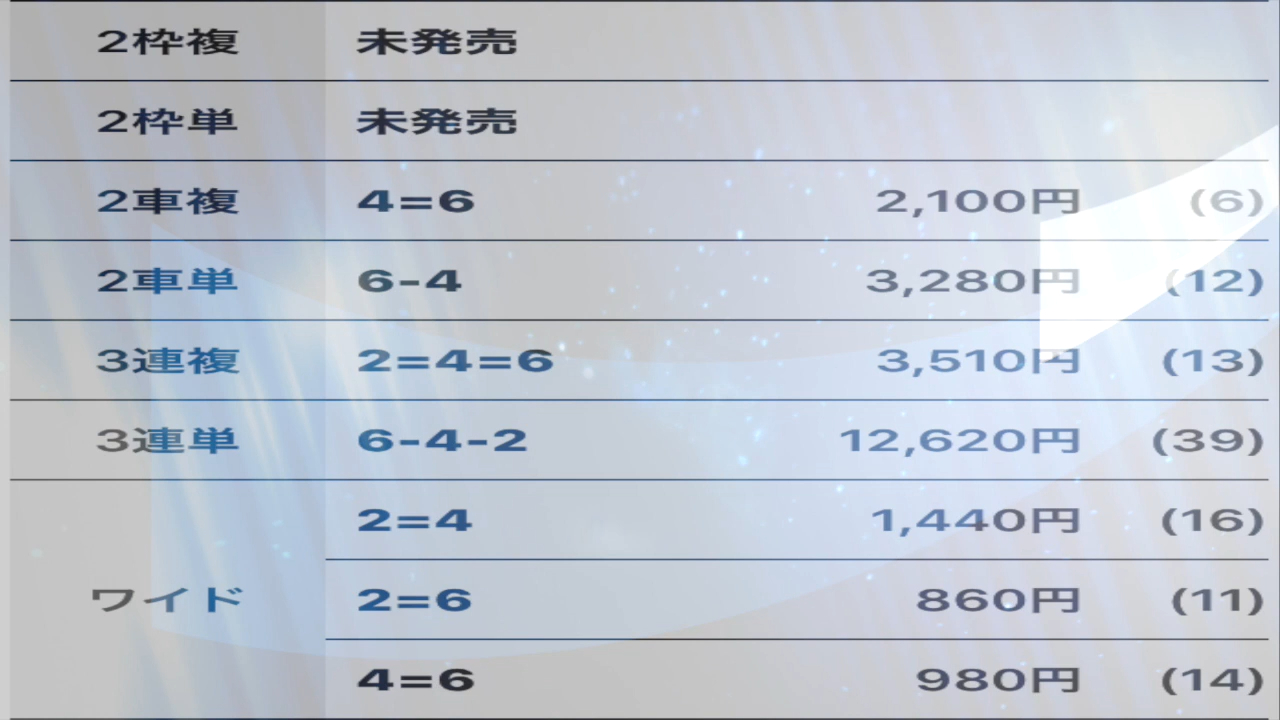 2枠複 未発売
2枠単 未発売
2車複 4=6 2,100円 (6)
2車単 6-4 3,280円 (12)
3連複 2=4=6 3,510円 (13)
3連単 6-4-2 12,620円 (39)
2=4 1,440円 (16)
ワイド 2=6 860円 (11)
4=6 980円 (14)